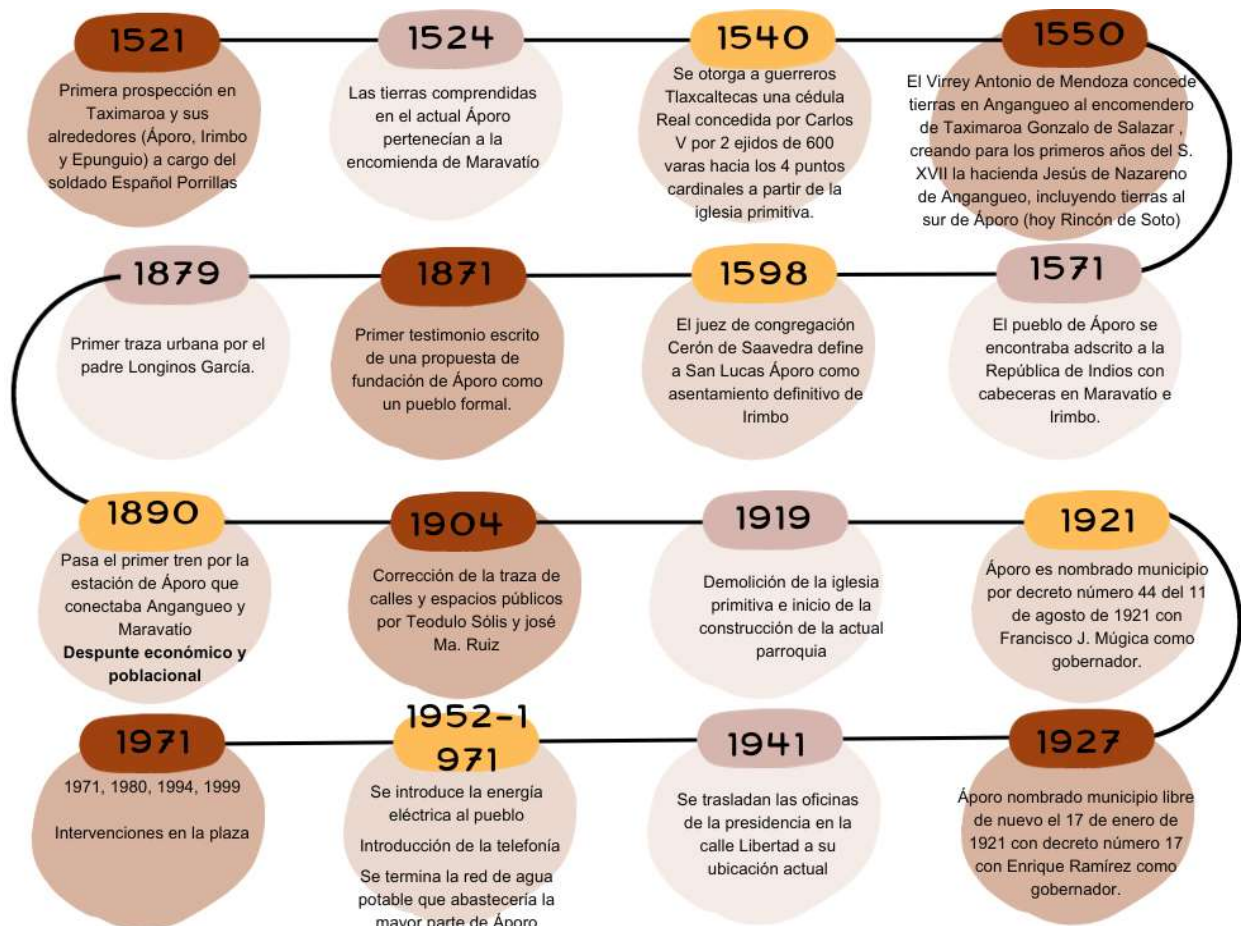 1521
Primera prospección en
Taximaroa y sus
alrededores (Áporo, Irimbo
y Epunguio) a cargo del
soldado Español Porrillas
1524
Las tierras comprendidas
en el actual Áporo
pertenecían a la
encomienda de Maravatío
1540
Se otorga a guerreros
Tlaxcaltecas una cédula
Real concedida por Carlos
V por 2 ejidos de 600
varas hacia los 4 puntos
cardinales a partir de la
iglesia primitiva.
1550
El Virrey Antonio de Mendoza concede
tierras en Angangueo al encomendero
de Taximaroa Gonzalo de Salazar ,
creando para los primeros años del S.
XVII la hacienda Jesús de Nazareno
de Angangueo, incluyendo tierras al
sur de Áporo (hoy Rincón de Soto)
1571
El pueblo de Áporo se
encontraba adscrito a la
República de Indios con
cabeceras en Maravatío e
Irimbo.
1598
El juez de congregación
Cerón de Saavedra define
a San Lucas Áporo como
asentamiento definitivo de
Irimbo
1871
Primer testimonio escrito
de una propuesta de
fundación de Áporo como
un pueblo formal.
1879
Primer traza urbana por el
padre Longinos García.
1890
Pasa el primer tren por la
estación de Áporo que
conectaba Angangueo y
Maravatío
Despunte económico y
poblacional
1904
Corrección de la traza de
calles y espacios públicos
por Teodulo Sólis y josé
Ma. Ruiz
1919
Demolición de la iglesia
primitiva e inicio de la
construcción de la actual
parroquia
1921
Áporo es nombrado municipio
por decreto número 44 del 11
de agosto de 1921 con
Francisco J. Múgica como
gobernador.
1927
Áporo nombrado municipio libre
de nuevo el 17 de enero de
1921 con decreto número 17
con Enrique Ramírez como
gobernador.
1941
Se trasladan las oficinas
de la presidencia en la
calle Libertad a su
ubicación actual
1952-1
971
Se introduce la energía
eléctrica al pueblo
Introducción de la telefonía
Se termina la red de agua
potable que abastecería la
mayor parte de Áporo
1971
1971, 1980, 1994, 1999
Intervenciones en la plaza